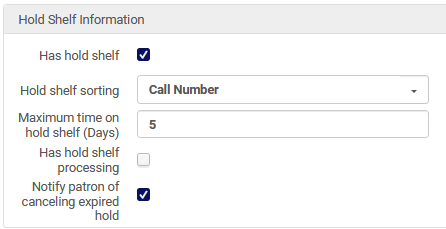 Hold Shelf Information
Has hold shelf
Hold shelf sorting
Call Number
Maximum time on
hold shelf (Days)
5
Has hold shelf
processing
Notify patron of
canceling expired
hold